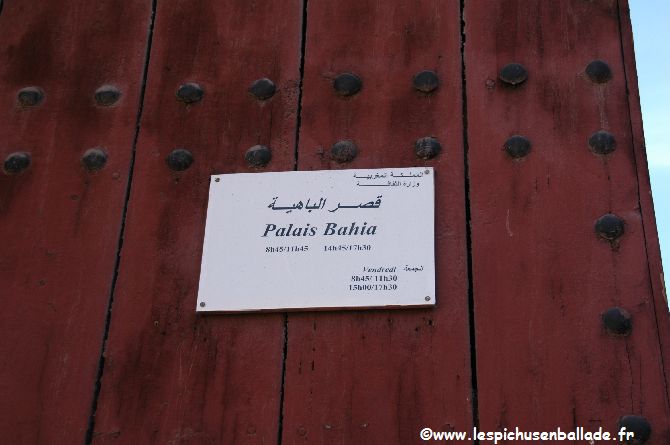 المملكة المغربية
وزارة الثقافة
قصر الباهية
Palais Bahia
8h45/11h45 14h45/17h30
Vendredi الجمعة
8h45/ 11h30
15h00/17h30
©www.lespichusenballade.fr